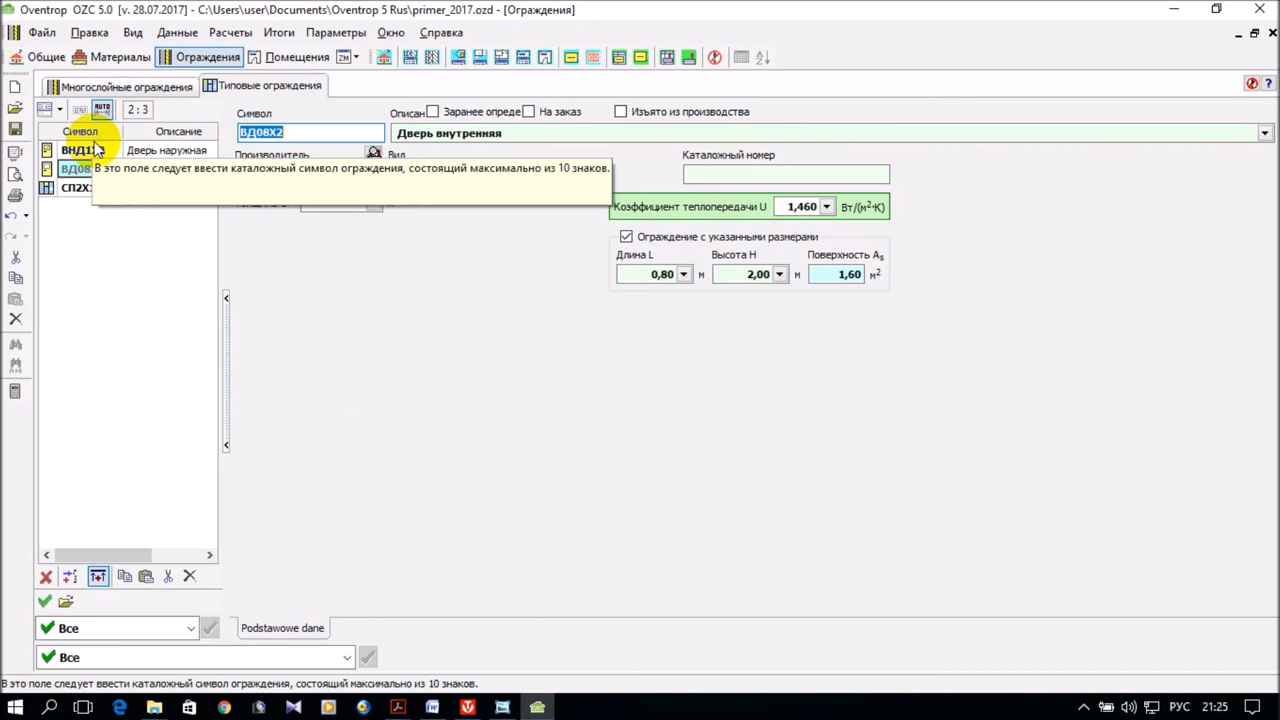 Oventrop OZC 5.0 [v. 28.07.2017] - C:\Users\user\Documents\Oventrop 5 Rus\primer_2017.ozd - [Ограждения]
Файл Правка Вид Данные Расчеты Итоги Параметры Окно Справка
Общие Материалы Ограждения Помещения
Многослойные ограждения Типовые ограждения
AUTO 2 : 3
Символ Описан Заранее опреде На заказ Изъято из производства
Символ Описание ВД08Х2 Дверь внутренняя
Дверь наружная Производитель Вид Каталожный номер
ВД08 В это поле следует ввести каталожный символ ограждения, состоящий максимально из 10 знаков.
Коэффициент теплопередачи U 1,460 Вт/(м²·K)
Ограждение с указанными размерами
Длина L Высота H Поверхность As
0,80 м 2,00 м 1,60 м²
Podstawowe dane
Все
Все
В это поле следует ввести каталожный символ ограждения, состоящий максимально из 10 знаков.
РУС 21:25